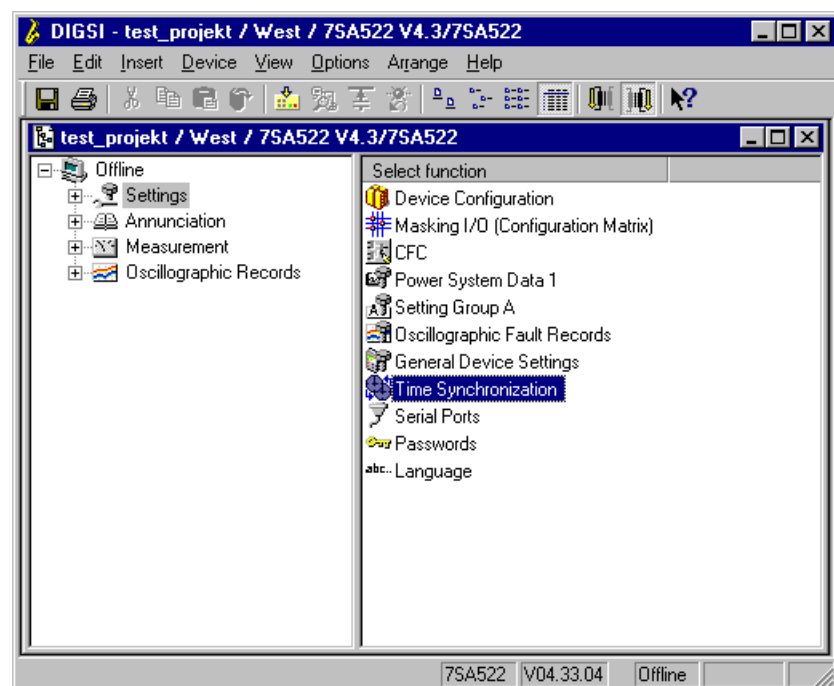 DIGSI - test_projekt / West / 7SA522 V4.3/7SA522
File Edit Insert Device View Options Arrange Help
test_projekt / West / 7SA522 V4.3/7SA522
Offline
Settings
Annunciation
Measurement
Oscillographic Records
Select function
Device Configuration
Masking I/O (Configuration Matrix)
CFC
Power System Data 1
Setting Group A
Oscillographic Fault Records
General Device Settings
Time Synchronization
Serial Ports
Passwords
abc.. Language
7SA522 V04.33.04 Offline